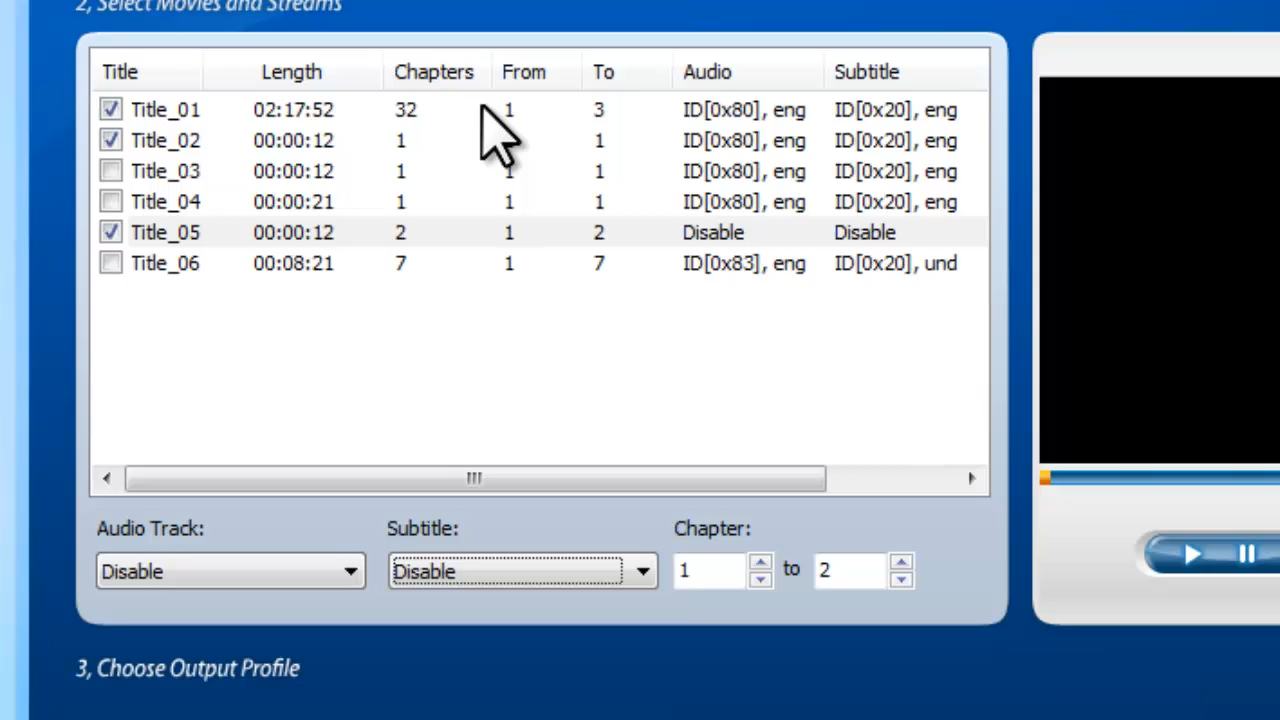 2, Select Movies and Streams
Title Length Chapters From To Audio Subtitle
Title_01 02:17:52 32 1 3 ID[0x80], eng ID[0x20], eng
Title_02 00:00:12 1 1 ID[0x80], eng ID[0x20], eng
Title_03 00:00:12 1 1 1 ID[0x80], eng ID[0x20], eng
Title_04 00:00:21 1 1 1 ID[0x80], eng ID[0x20], eng
Title_05 00:00:12 2 1 2 Disable Disable
Title_06 00:08:21 7 1 7 ID[0x83], eng ID[0x20], und
Audio Track: Subtitle: Chapter:
Disable Disable 1 to 2
3, Choose Output Profile